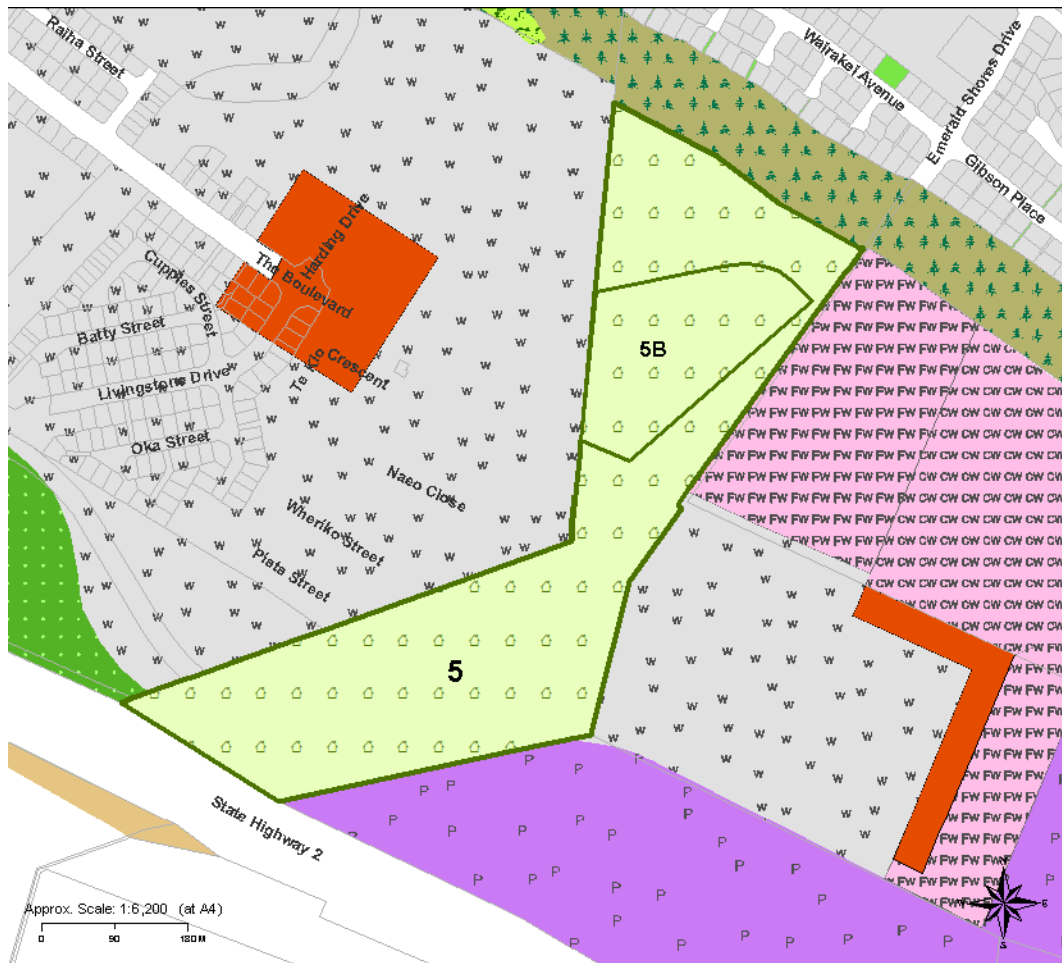 Raiha Street
Wairakei Avenue
Emerald Shores Drive
Gibson Place
Harding Drive
The Boulevard
Cupples Street
Batty Street
Livingstone Drive
Crescent
Oka Street
5B
Naeo Close
Wheriko Street
Piata Street
5
State Highway 2
Approx. Scale: 1:6,200 (at A4)
0 90 180 M